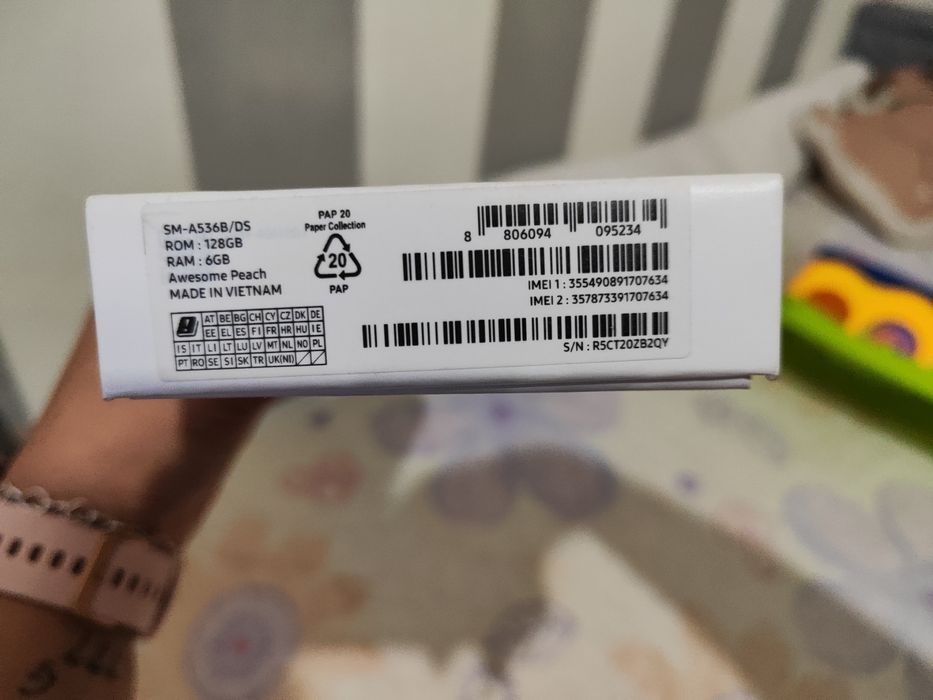 SM-A536B/DS
ROM : 128GB
RAM : 6GB
Awesome Peach
MADE IN VIETNAM
PAP 20
Paper Collection
20
PAP
8 806094 095234
IMEI 1 : 355490891707634
IMEI 2 : 357873391707634
S/N : R5CT20ZB2QY
AT BE BG CH CY CZ DK DE
EE EL ES FI FR HR HU IE
IS IT LI LT LU LV MT NL NO PL
PT RO SE SI SK TR UK(NI)